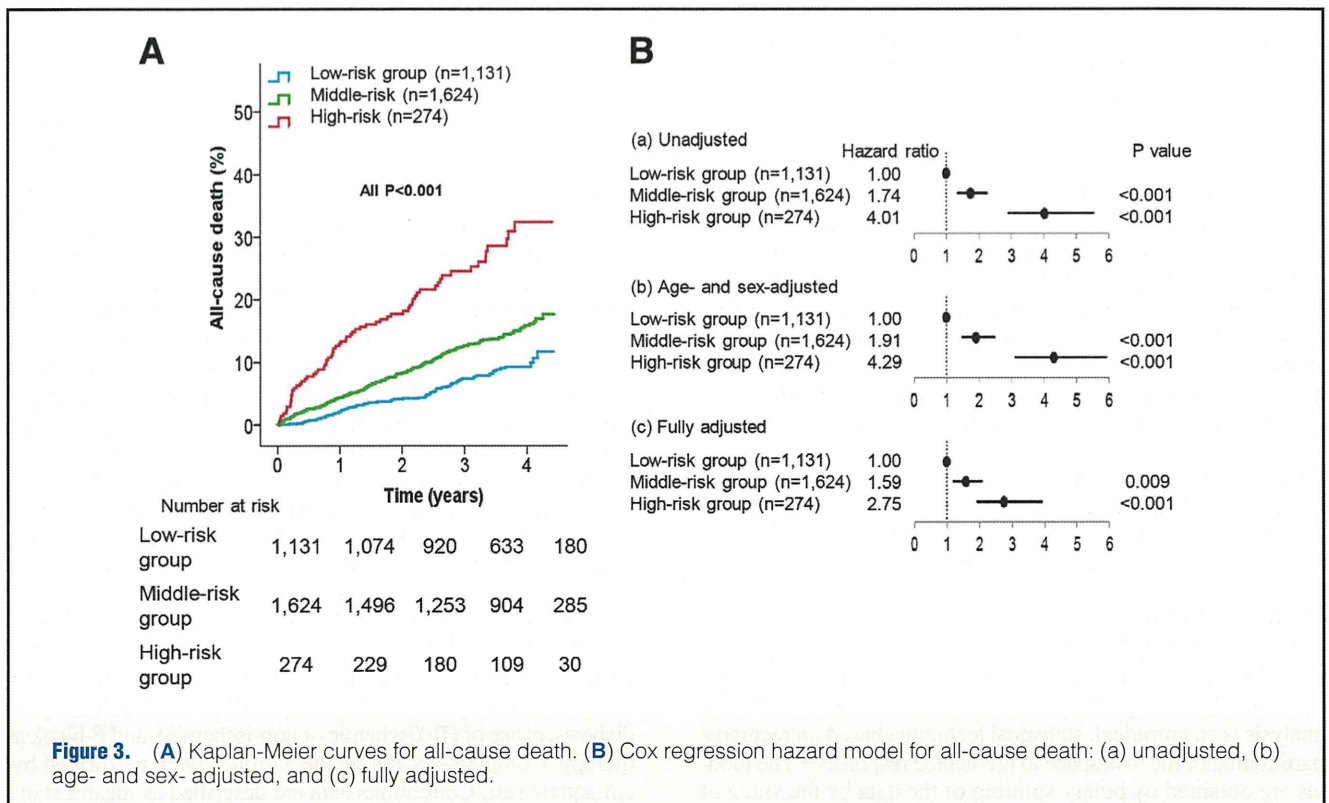 A
Low-risk group (n=1,131)
Middle-risk (n=1,624)
High-risk (n=274)
All-cause death (%)
50
40
30
20
10
0
All P<0.001
0 1 2 3 4
Time (years)
Number at risk
Low-risk
group
1,131 1,074 920 633 180
Middle-risk
group
1,624 1,496 1,253 904 285
High-risk
group
274 229 180 109 30
B
(a) Unadjusted
Hazard ratio P value
Low-risk group (n=1,131) 1.00
Middle-risk group (n=1,624) 1.74 <0.001
High-risk group (n=274) 4.01 <0.001
0 1 2 3 4 5 6
(b) Age- and sex-adjusted
Low-risk group (n=1,131) 1.00
Middle-risk group (n=1,624) 1.91 <0.001
High-risk group (n=274) 4.29 <0.001
0 1 2 3 4 5 6
(c) Fully adjusted
Low-risk group (n=1,131) 1.00
Middle-risk group (n=1,624) 1.59 0.009
High-risk group (n=274) 2.75 <0.001
0 1 2 3 4 5 6
Figure 3. (A) Kaplan-Meier curves for all-cause death. (B) Cox regression hazard model for all-cause death: (a) unadjusted, (b)
age- and sex- adjusted, and (c) fully adjusted.